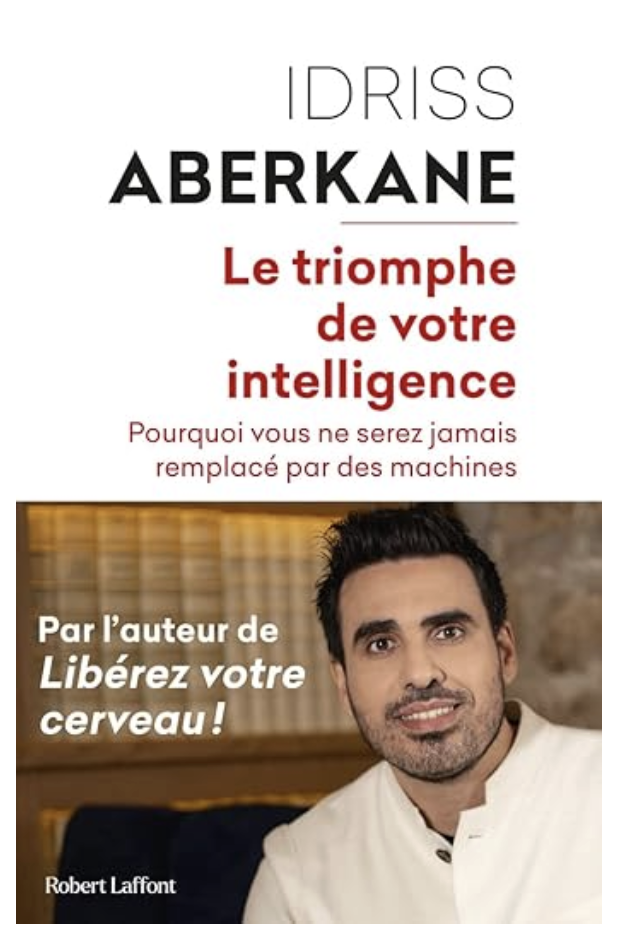 IDRISS
ABERKANE
Le triomphe
de votre
intelligence
Pourquoi vous ne serez jamais
remplacé par des machines
Par l'auteur de
Libérez votre
cerveau !
Robert Laffont